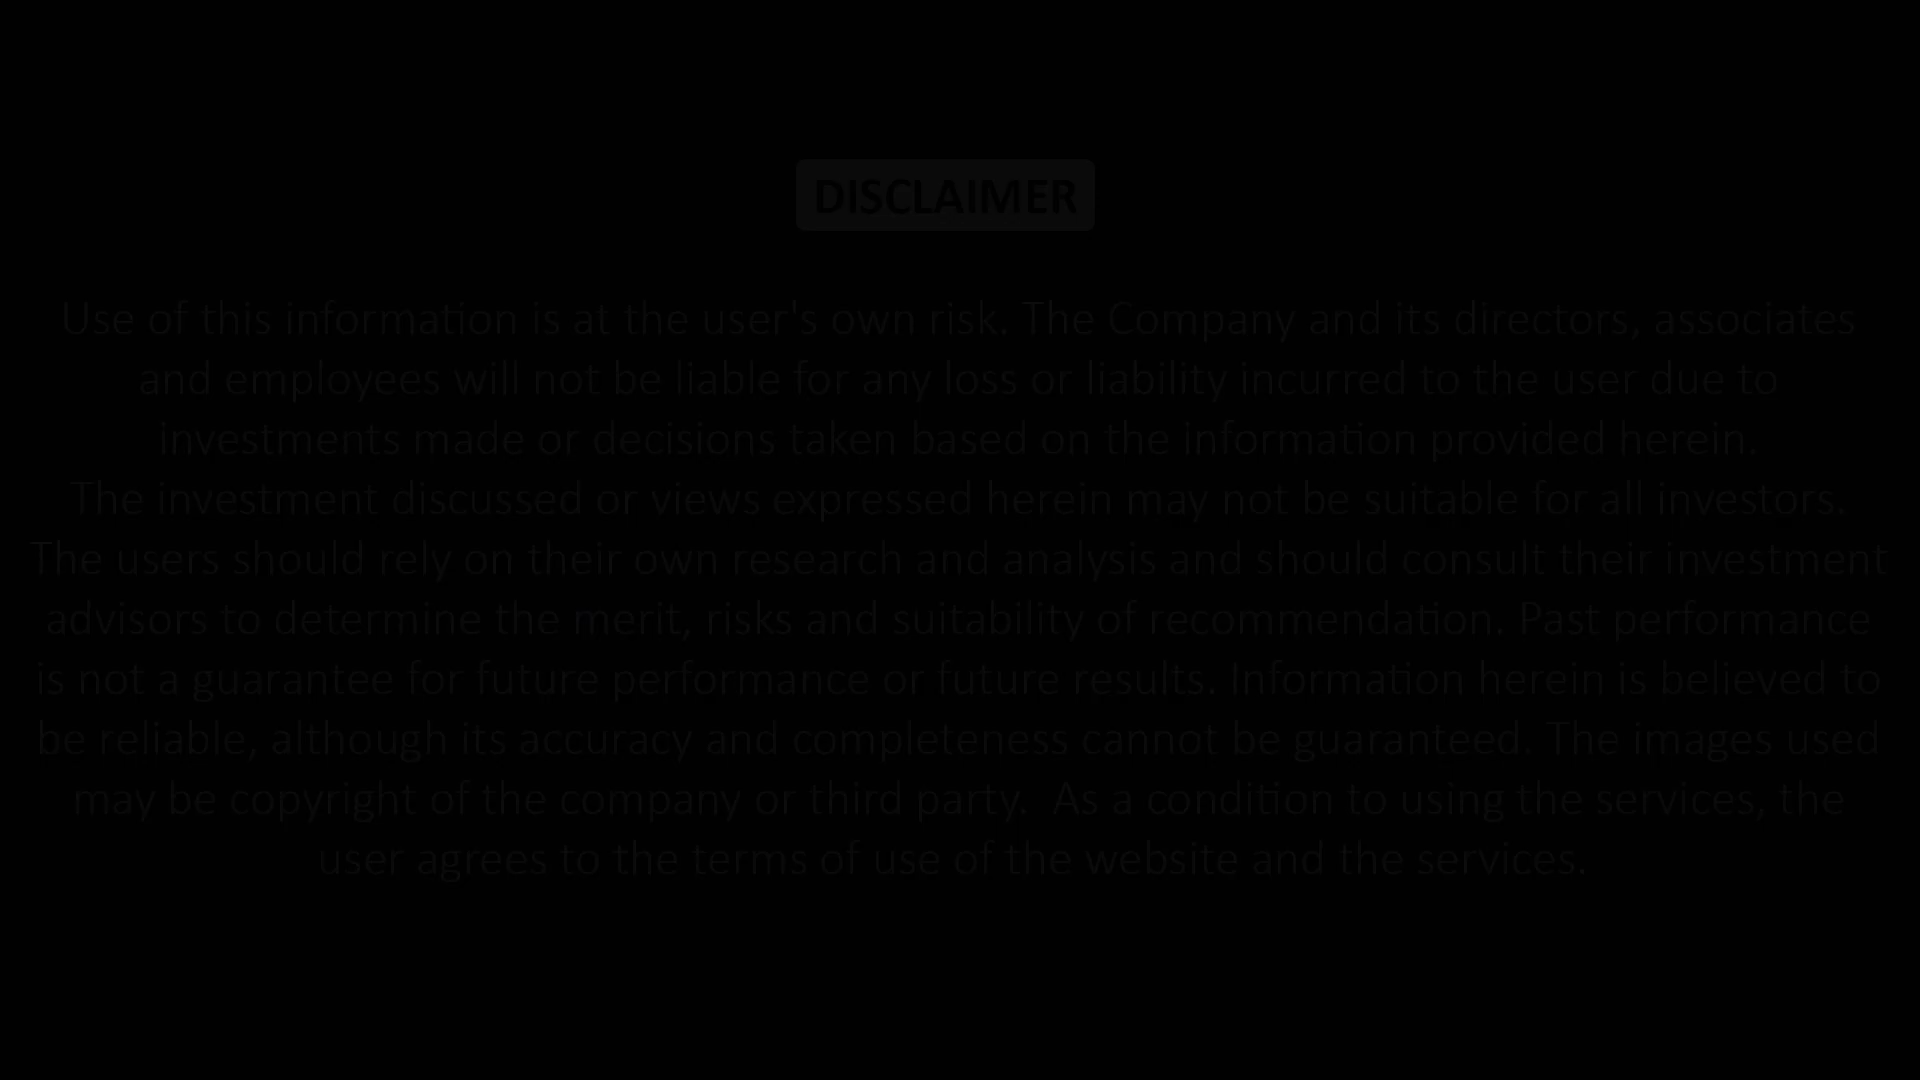 DISCLAIMER
Use of this information is at the user's own risk. The Company and its directors, associates
and employees will not be liable for any loss or liability incurred to the user due to
investments made or decisions taken based on the information provided herein.
The investment discussed or views expressed herein may not be suitable for all investors.
The users should rely on their own research and analysis and should consult their investment
advisors to determine the merit, risks and suitability of recommendation. Past performance
is not a guarantee for future performance or future results. Information herein is believed to
be reliable, although its accuracy and completeness cannot be guaranteed. The images used
may be copyright of the company or third party.  As a condition to using the services, the
user agrees to the terms of use of the website and the services.